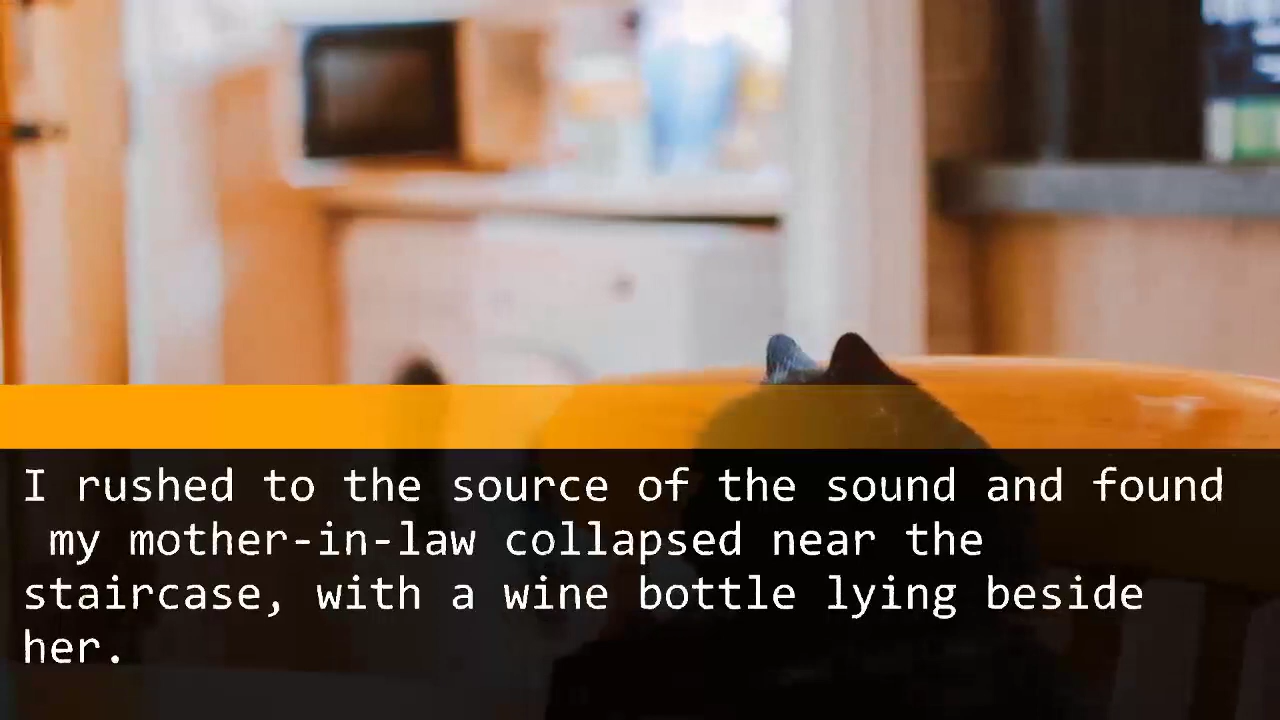 I rushed to the source of the sound and found
my mother-in-law collapsed near the
staircase, with a wine bottle lying beside
her.